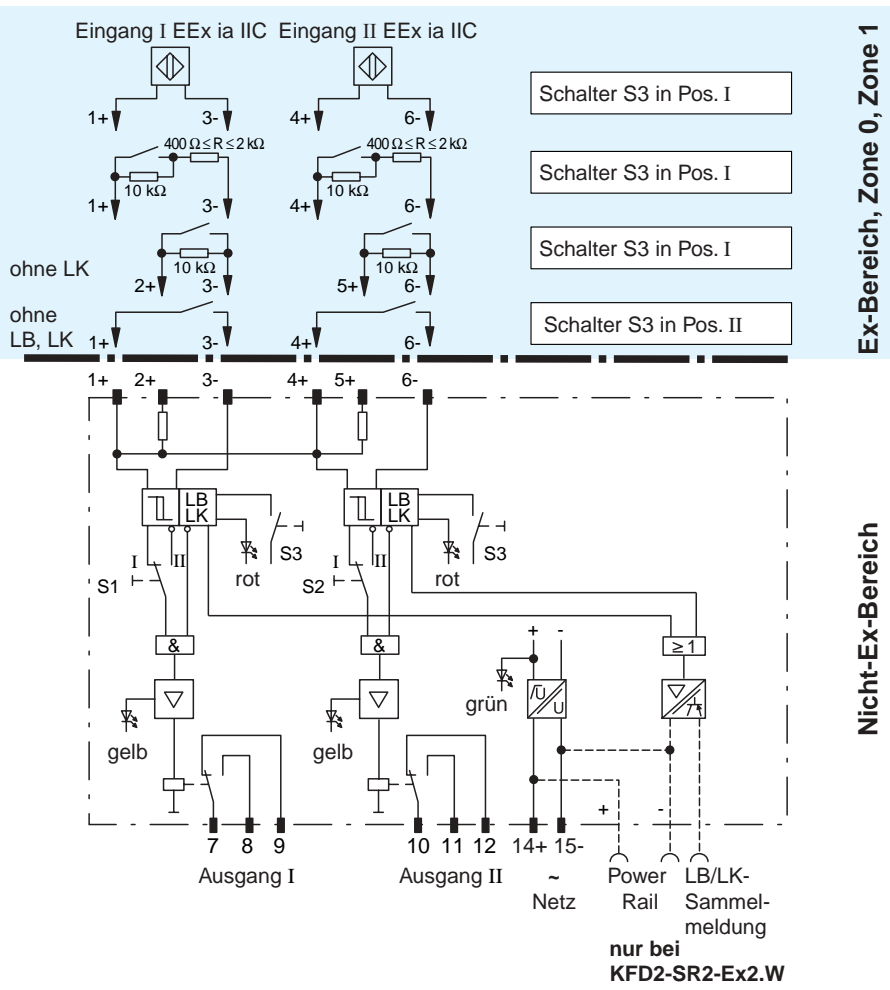 Eingang I EEx ia IIC Eingang II EEx ia IIC
Schalter S3 in Pos. I
1+ 3- 4+ 6-
400 Ω ≤ R ≤ 2 kΩ 400 Ω ≤ R ≤ 2 kΩ
Schalter S3 in Pos. I
10 kΩ 10 kΩ
1+ 3- 4+ 6-
Schalter S3 in Pos. I
ohne LK
10 kΩ 10 kΩ
2+ 3- 5+ 6-
ohne
LB, LK
Schalter S3 in Pos. II
1+ 3- 4+ 6-
Ex-Bereich, Zone 0, Zone 1
1+ 2+ 3- 4+ 5+ 6-
LB LB
LK LK
I II S3 I II S3
S1 rot S2 rot
& & + - ≥ 1
grün
Ū U
gelb gelb
+ -
7 8 9 10 11 12 14+ 15-
Ausgang I Ausgang II ~ Power LB/LK-
Netz Rail Sammel-
meldung
nur bei
KFD2-SR2-Ex2.W
Nicht-Ex-Bereich